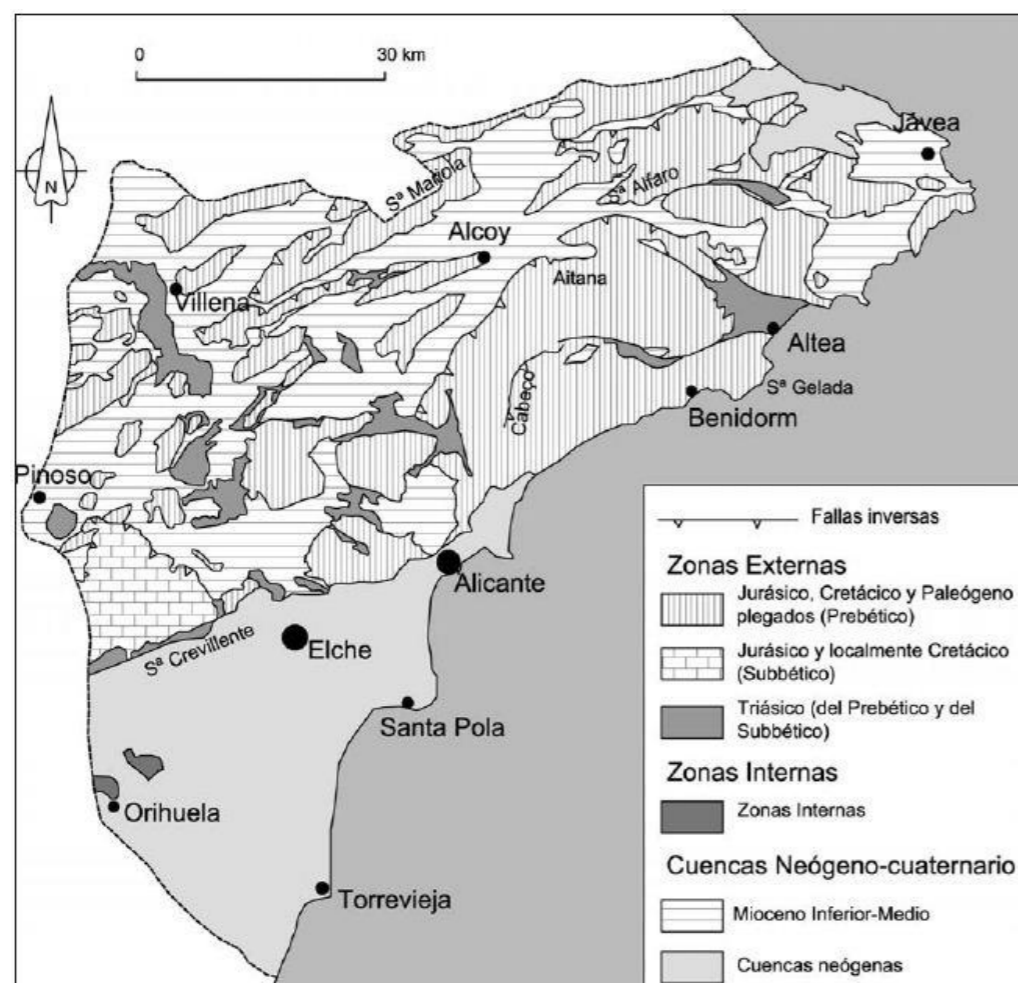 0 30 km
N
Jávea
Sª Mariola
Sª Alfaro
Alcoy
Aitana
Villena
Altea
Sª Gelada
Cabeço
Benidorm
Pinoso
Alicante
Sª Crevillente
Elche
Santa Pola
Orihuela
Torrevieja
Fallas inversas
Zonas Externas
Jurásico, Cretácico y Paleógeno
plegados (Prebético)
Jurásico y localmente Cretácico
(Subbético)
Triásico (del Prebético y del
Subbético)
Zonas Internas
Zonas Internas
Cuencas Neógeno-cuaternario
Mioceno Inferior-Medio
Cuencas neógenas